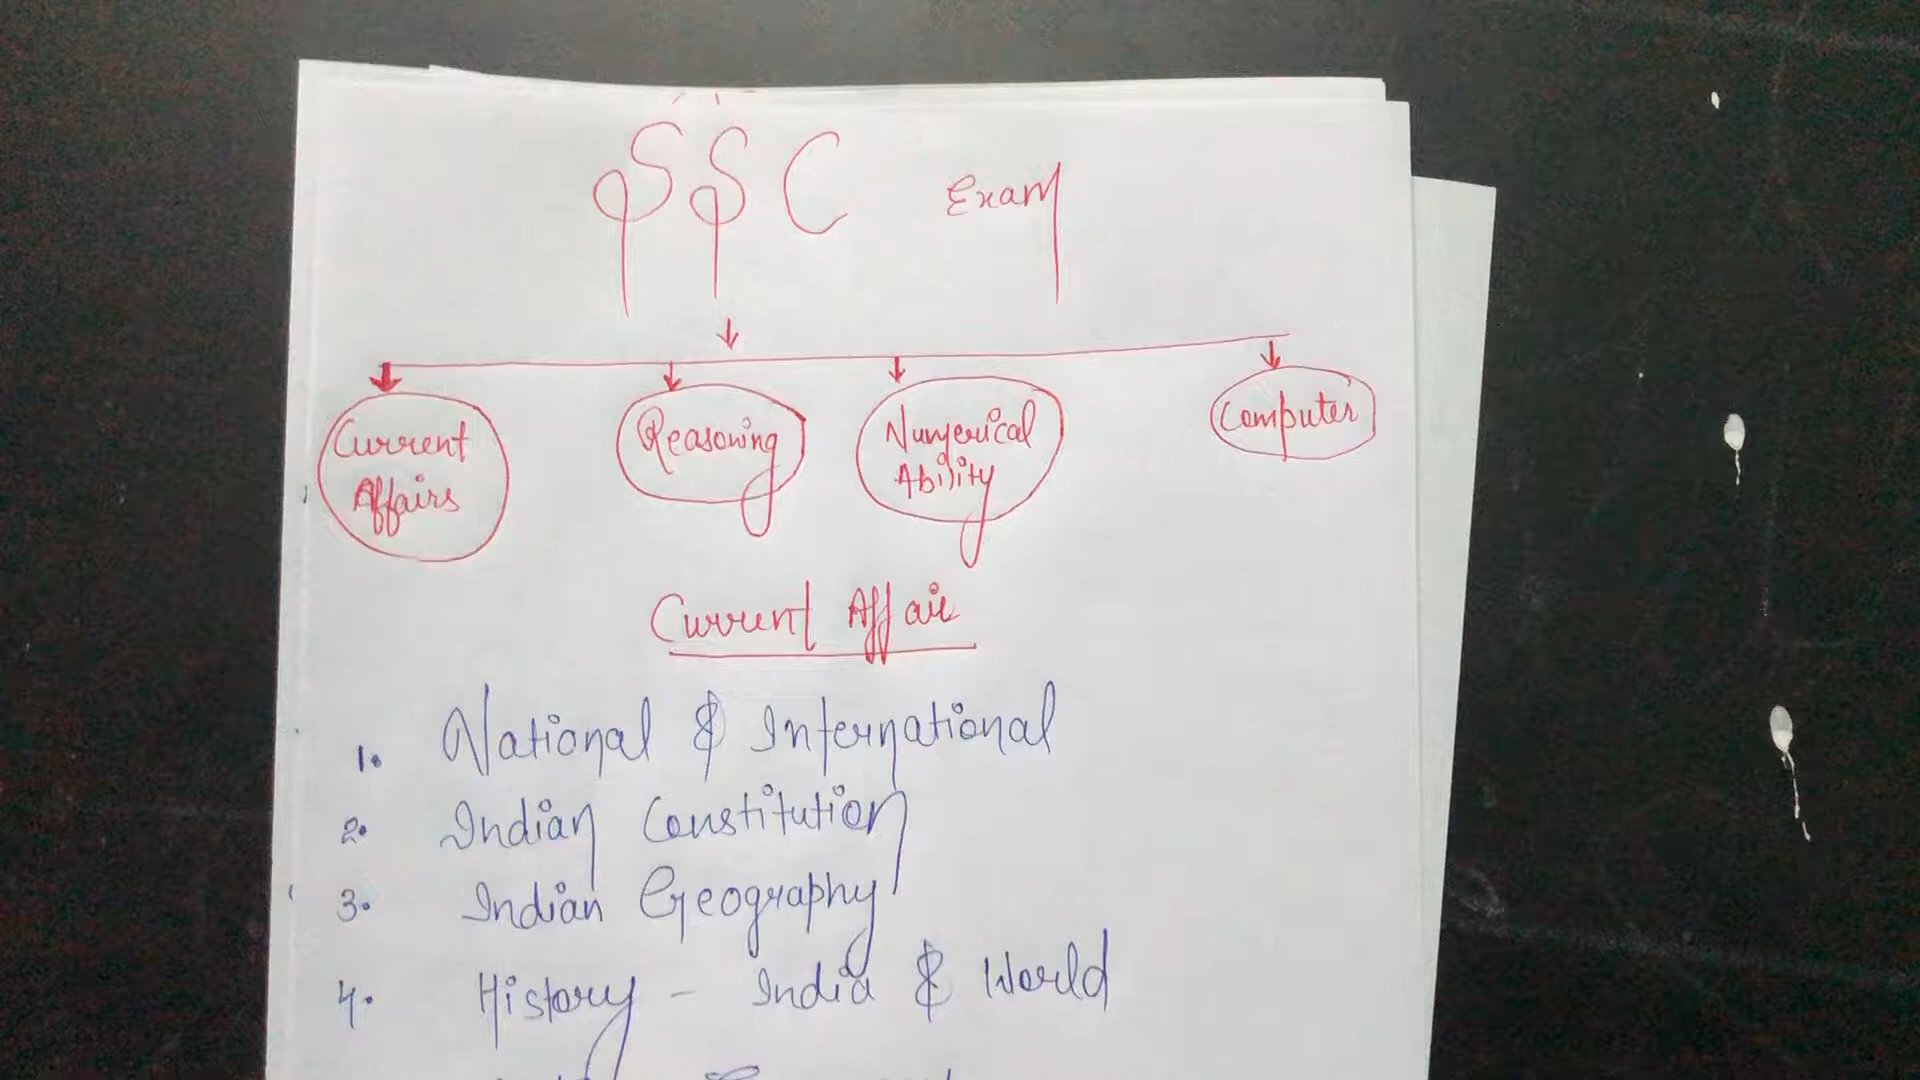 SSC Exam
Current Affairs
Reasoning
Numerical Ability
Computer
Current Affair
1. National & International
2. Indian Constitution
3. Indian Geography
4. History - India & World